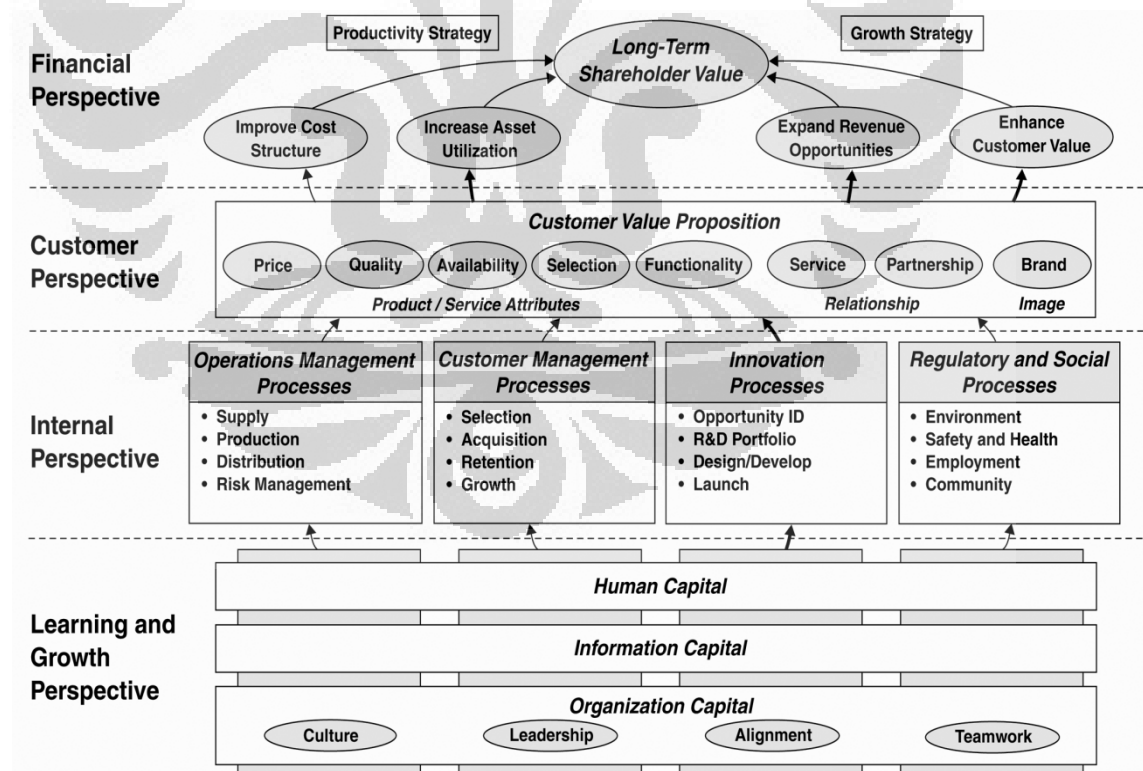 Productivity Strategy
Growth Strategy
Long-Term
Shareholder Value
Financial
Perspective
Improve Cost
Structure
Increase Asset
Utilization
Expand Revenue
Opportunities
Enhance
Customer Value
Customer
Perspective
Customer Value Proposition
Price
Quality
Availability
Selection
Functionality
Service
Partnership
Brand
Product / Service Attributes
Relationship
Image
Internal
Perspective
Operations Management
Processes
• Supply
• Production
• Distribution
• Risk Management
Customer Management
Processes
• Selection
• Acquisition
• Retention
• Growth
Innovation
Processes
• Opportunity ID
• R&D Portfolio
• Design/Develop
• Launch
Regulatory and Social
Processes
• Environment
• Safety and Health
• Employment
• Community
Learning and
Growth
Perspective
Human Capital
Information Capital
Organization Capital
Culture
Leadership
Alignment
Teamwork